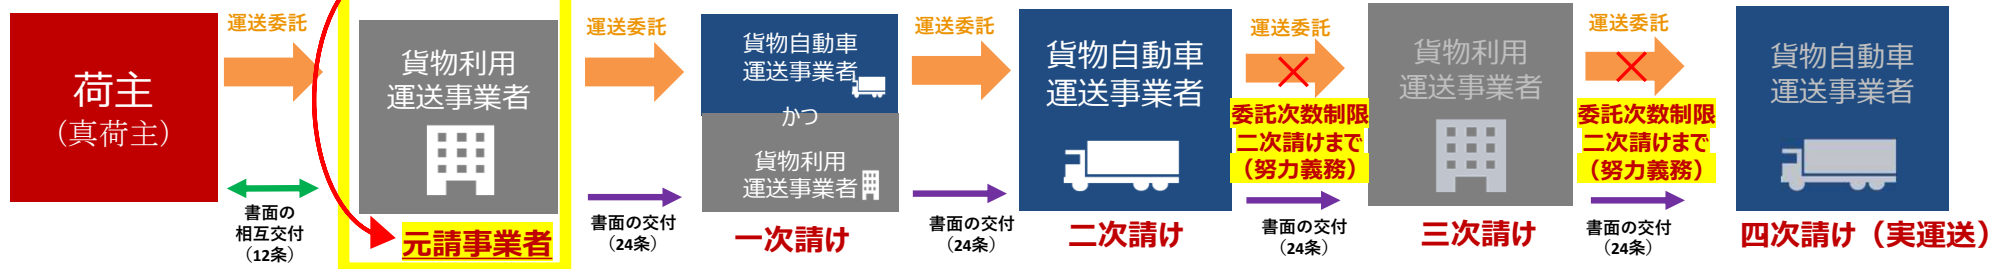 荷主
（真荷主）
運送委託
書面の
相互交付
（12条）
貨物利用
運送事業者
元請事業者
運送委託
書面の交付
（24条）
貨物自動車
運送事業者
かつ
貨物利用
運送事業者
一次請け
運送委託
書面の交付
（24条）
貨物自動車
運送事業者
二次請け
運送委託
委託次数制限
二次請けまで
（努力義務）
書面の交付
（24条）
貨物利用
運送事業者
三次請け
運送委託
委託次数制限
二次請けまで
（努力義務）
書面の交付
（24条）
貨物自動車
運送事業者
四次請け（実運送）